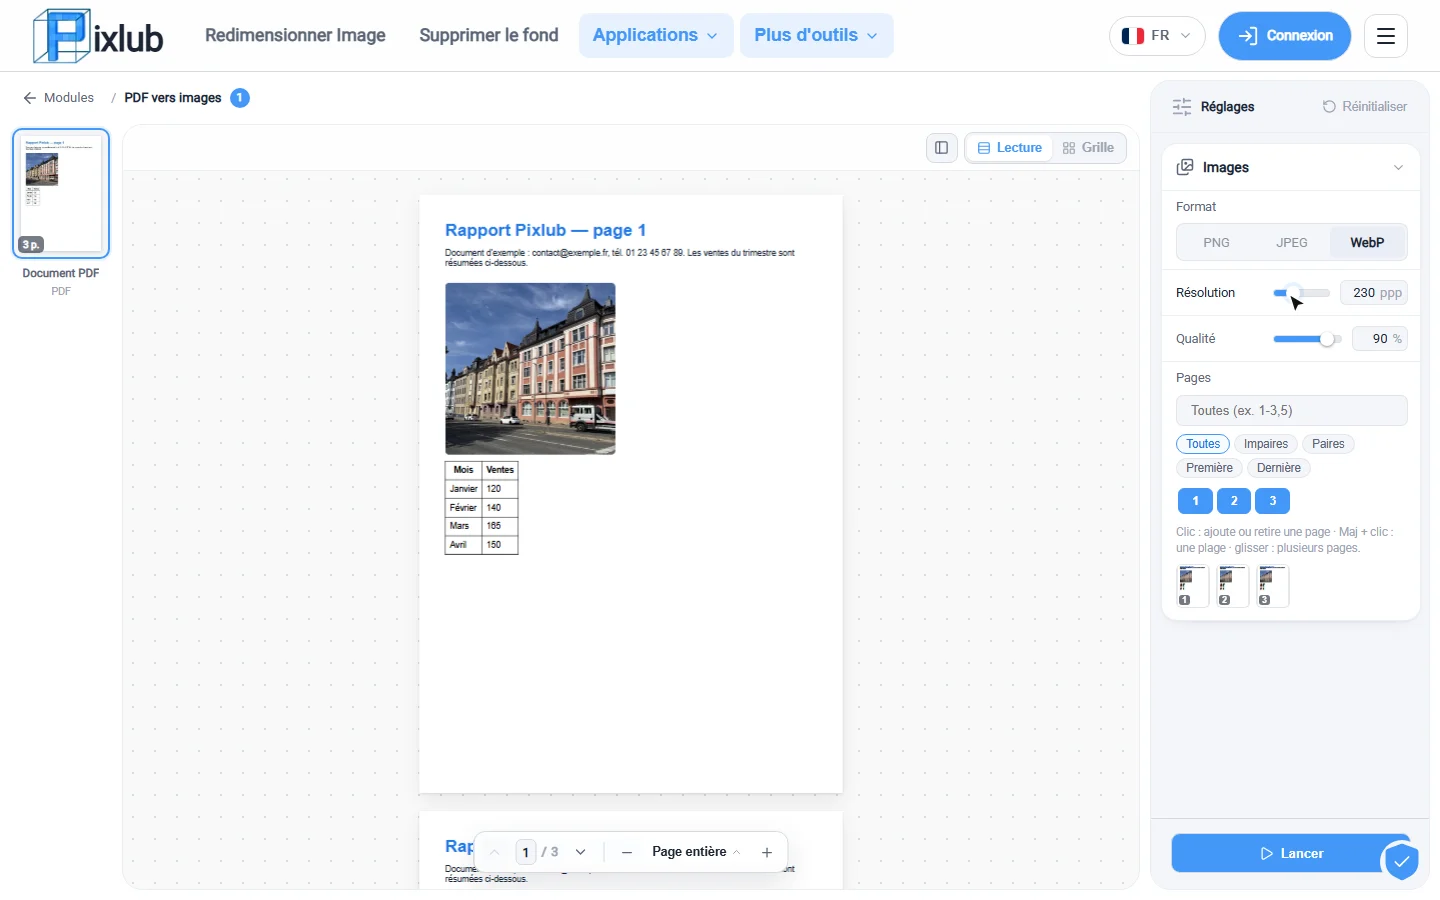 Pixlub
Redimensionner Image
Supprimer le fond
Applications
Plus d'outils
FR
Connexion
Modules / PDF vers images 1
Réglages
Réinitialiser
3 p.
Document PDF
PDF
Lecture
Grille
Rapport Pixlub — page 1
Document d'exemple : contact@exemple.fr, tél. 01 23 45 67 89. Les ventes du trimestre sont
résumées ci-dessous.
Mois Ventes
Janvier 120
Février 140
Mars 165
Avril 150
Rap
Docume
ont
résumées ci-dessous.
1 / 3
Page entière
Images
Format
PNG JPEG WebP
Résolution 230 ppp
Qualité 90 %
Pages
Toutes (ex. 1-3,5)
Toutes Impaires Paires
Première Dernière
1 2 3
Clic : ajoute ou retire une page · Maj + clic :
une plage · glisser : plusieurs pages.
1 2 3
Lancer